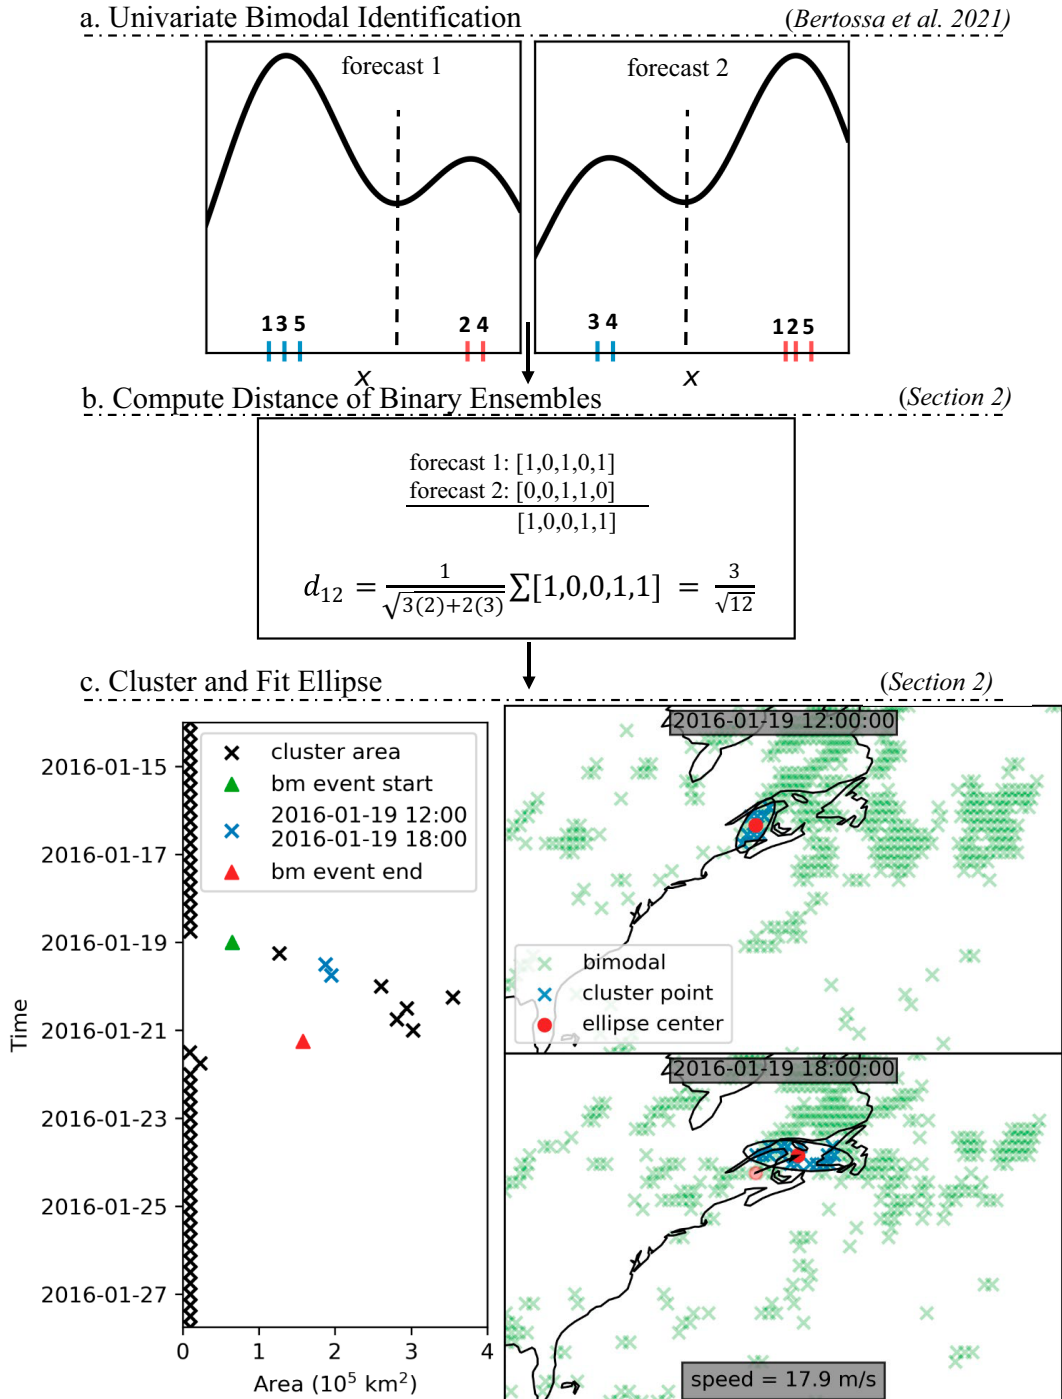 a. Univariate Bimodal Identification (Bertossa et al. 2021)
forecast 1
forecast 2
1 3 5 2 4
3 4 1 2 5
x x
b. Compute Distance of Binary Ensembles (Section 2)
forecast 1: [1,0,1,0,1]
forecast 2: [0,0,1,1,0]
[1,0,0,1,1]
d₁₂ = 1/√3(2)+2(3) ∑[1,0,0,1,1] = 3/√12
c. Cluster and Fit Ellipse (Section 2)
Time
2016-01-15
2016-01-17
2016-01-19
2016-01-21
2016-01-23
2016-01-25
2016-01-27
cluster area
bm event start
2016-01-19 12:00
2016-01-19 18:00
bm event end
0 1 2 3 4
Area (10⁵ km²)
2016-01-19 12:00:00
bimodal
cluster point
ellipse center
2016-01-19 18:00:00
speed = 17.9 m/s